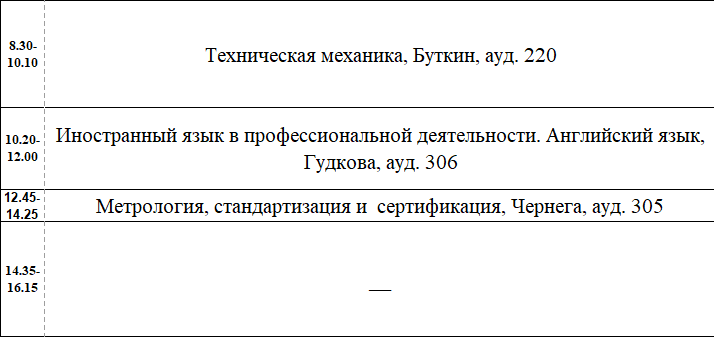 8.30-
10.10
Техническая механика, Буткин, ауд. 220
10.20-
12.00
Иностранный язык в профессиональной деятельности. Английский язык,
Гудкова, ауд. 306
12.45-
14.25
Метрология, стандартизация и  сертификация, Чернега, ауд. 305
14.35-
16.15
__